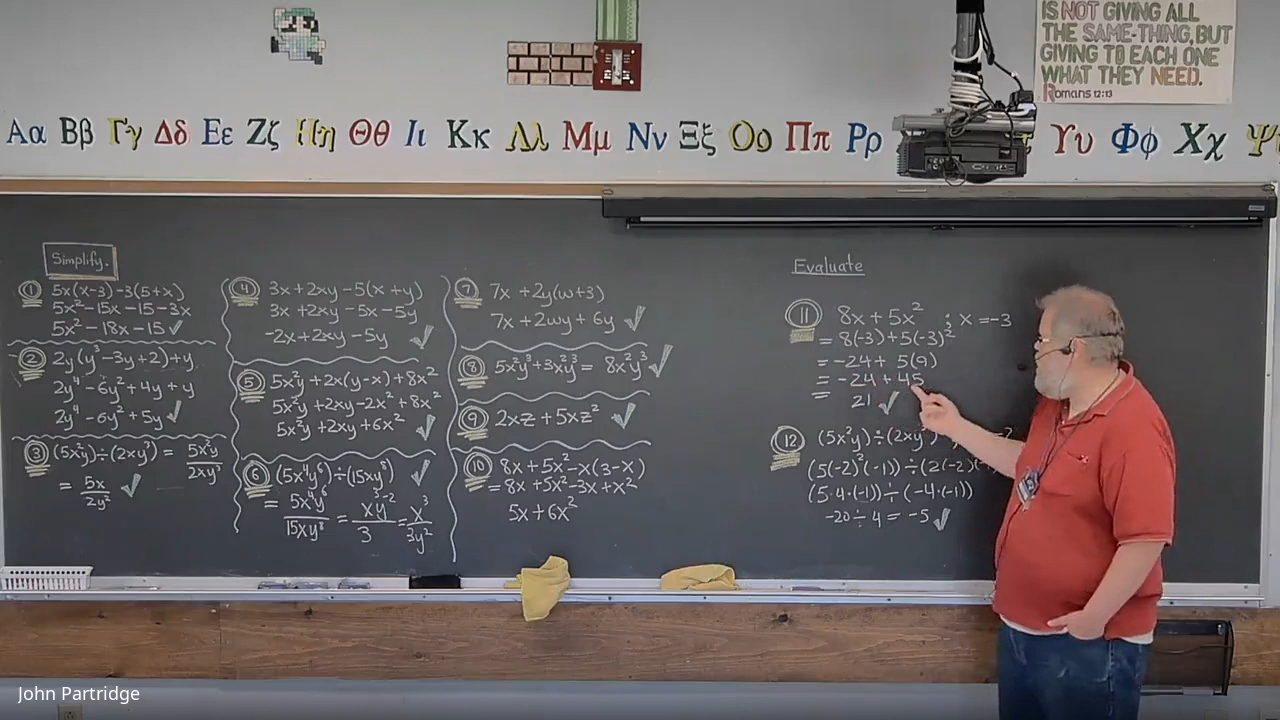 IS NOT GIVING ALL
THE SAME-THING, BUT
GIVING TO EACH ONE
WHAT THEY NEED.
Romans 12:13
Αα Ββ Γγ Δδ Εε Ζζ Ηη Θθ Ιι Κκ Λλ Μμ Νν Ξξ Οο Ππ Ρρ Υυ Φφ Χχ Ψ
Simplify.
① 5x(x-3)-3(5+x)
5x²-15x-15-3x
5x²-18x-15 ✓
② 2y(y³-3y+2)+y
2y⁴-6y²+4y+y
2y⁴-6y²+5y ✓
③ (5x²y)÷(2xy³) = 5x²y/2xy³
= 5x/2y² ✓
④ 3x+2xy-5(x+y)
3x+2xy-5x-5y
-2x+2xy-5y ✓
⑤ 5x²y+2x(y-x)+8x²
5x²y+2xy-2x²+8x²
5x²y+2xy+6x² ✓
⑥ (5x⁴y⁶)÷(15xy⁸) ✓
= 5x⁴y⁶/15xy⁸ = x³y⁻²/3 = x³/3y²
⑦ 7x+2y(w+3)
7x+2wy+6y ✓
⑧ 5x²y³+3x²y³ = 8x²y³ ✓
⑨ 2xz+5xz² ✓
⑩ 8x+5x²-x(3-x)
= 8x+5x²-3x+x²
5x+6x²
Evaluate
⑪ 8x+5x² ; x=-3
= 8(-3)+5(-3)²
= -24+5(9)
= -24+45
= 21 ✓
⑫ (5x²y)÷(2xy
(5(-2)²(-1))÷(2(-2)(-
(5·4·(-1))÷(-4·(-1))
-20÷4 = -5 ✓
John Partridge